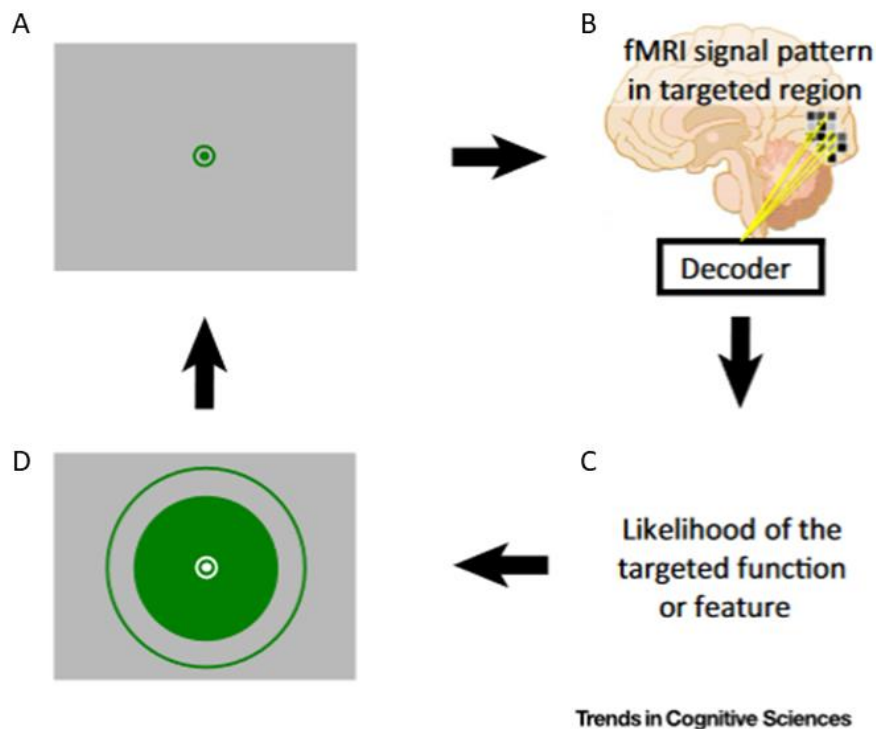 A
B
fMRI signal pattern
in targeted region
Decoder
D
C
Likelihood of the
targeted function
or feature
Trends in Cognitive Sciences